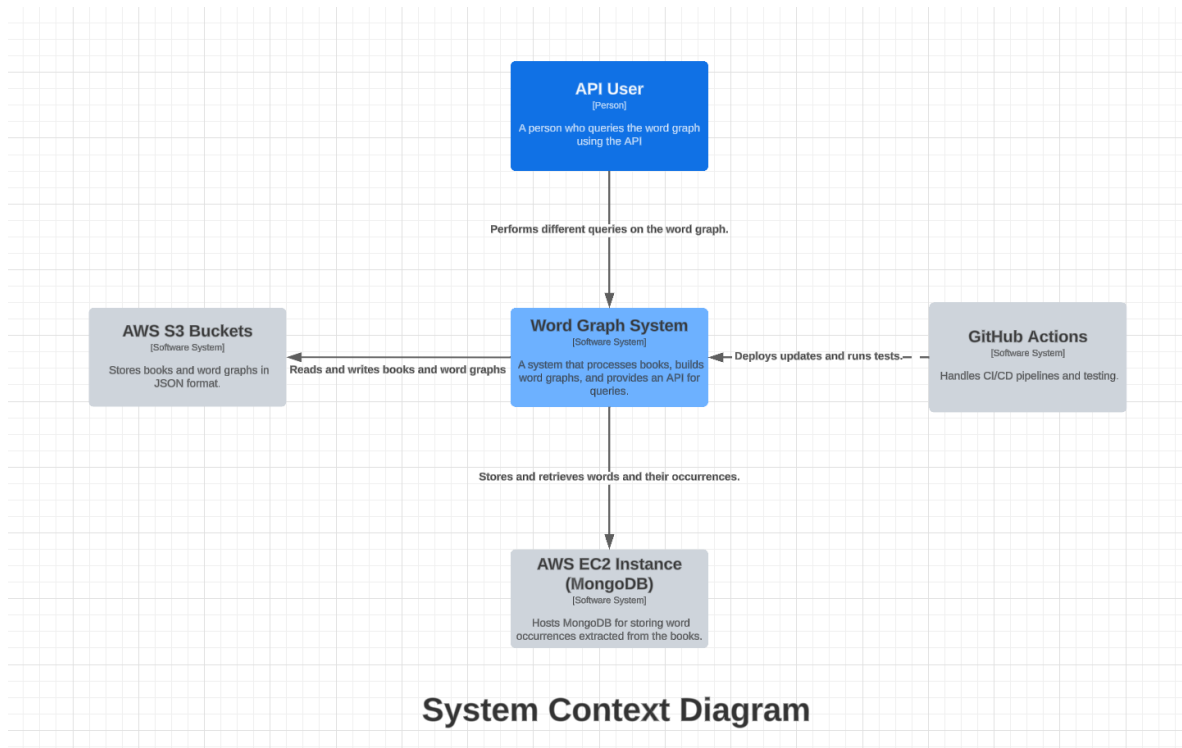 API User
[Person]
A person who queries the word graph
using the API
Performs different queries on the word graph.
AWS S3 Buckets
[Software System]
Stores books and word graphs in
JSON format.
Reads and writes books and word graphs
Word Graph System
[Software System]
A system that processes books, builds
word graphs, and provides an API for
queries.
Deploys updates and runs tests.
GitHub Actions
[Software System]
Handles CI/CD pipelines and testing.
Stores and retrieves words and their occurrences.
AWS EC2 Instance
(MongoDB)
[Software System]
Hosts MongoDB for storing word
occurrences extracted from the books.
System Context Diagram